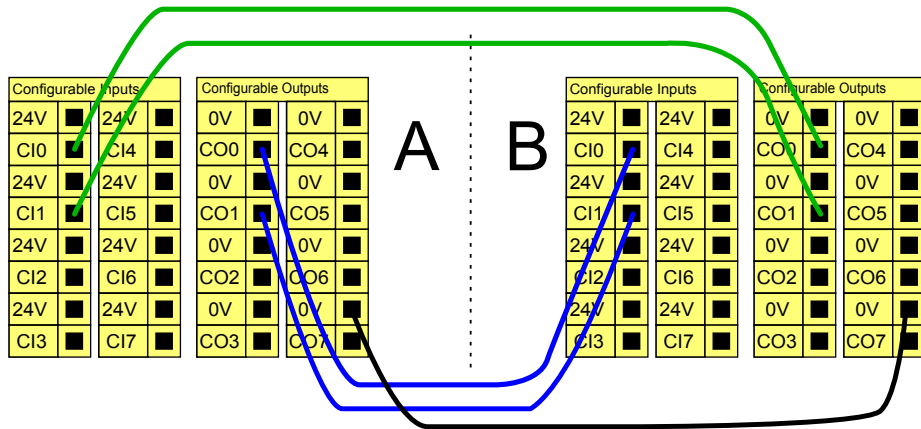 Configurable Inputs
24V 24V
CI0 CI4
24V 24V
CI1 CI5
24V 24V
CI2 CI6
24V 24V
CI3 CI7
Configurable Outputs
0V 0V
CO0 CO4
0V 0V
CO1 CO5
0V 0V
CO2 CO6
0V 0V
CO3 CO7
A
B
Configurable Inputs
24V 24V
CI0 CI4
24V 24V
CI1 CI5
24V 24V
CI2 CI6
24V 24V
CI3 CI7
Configurable Outputs
0V 0V
CO0 CO4
0V 0V
CO1 CO5
0V 0V
CO2 CO6
0V 0V
CO3 CO7